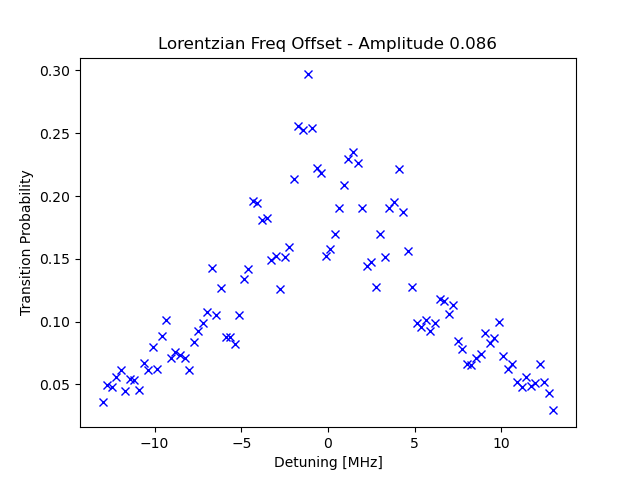 Lorentzian Freq Offset - Amplitude 0.086
0.30
0.25
0.20
0.15
0.10
0.05
Transition Probability
−10 −5 0 5 10
Detuning [MHz]